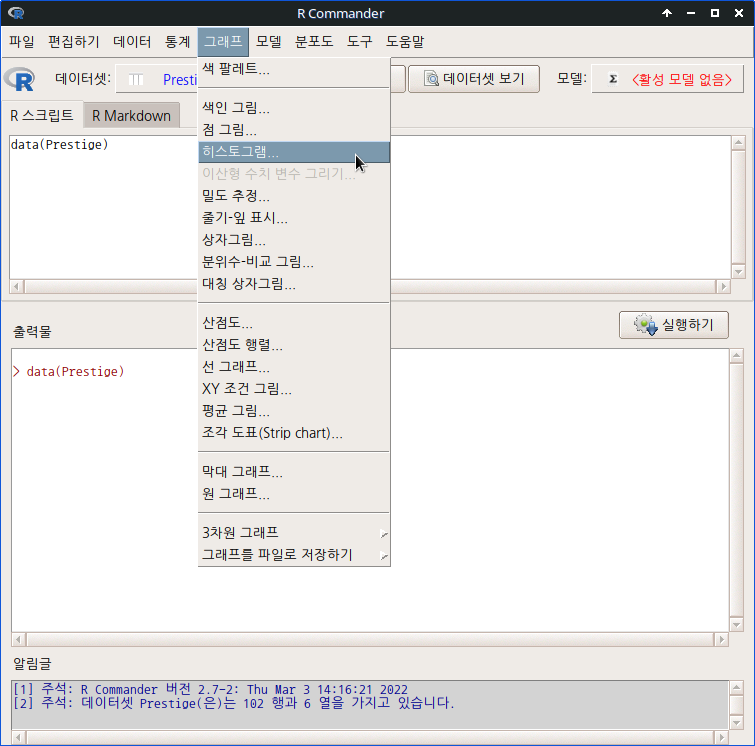 R Commander
파일 편집하기 데이터 통계 그래프 모델 분포도 도구 도움말
데이터셋: Presti 데이터셋 보기 모델: Σ <활성 모델 없음>
R 스크립트 R Markdown
data(Prestige)
색 팔레트...
색인 그림...
점 그림...
히스토그램...
이산형 수치 변수 그리기...
밀도 추정...
줄기-잎 표시...
상자그림...
분위수-비교 그림...
대칭 상자그림...
산점도...
산점도 행렬...
선 그래프...
XY 조건 그림...
평균 그림...
조각 도표(Strip chart)...
막대 그래프...
원 그래프...
3차원 그래프
그래프를 파일로 저장하기
출력물 실행하기
> data(Prestige)
알림글
[1] 주석: R Commander 버전 2.7-2: Thu Mar 3 14:16:21 2022
[2] 주석: 데이터셋 Prestige(은)는 102 행과 6 열을 가지고 있습니다.